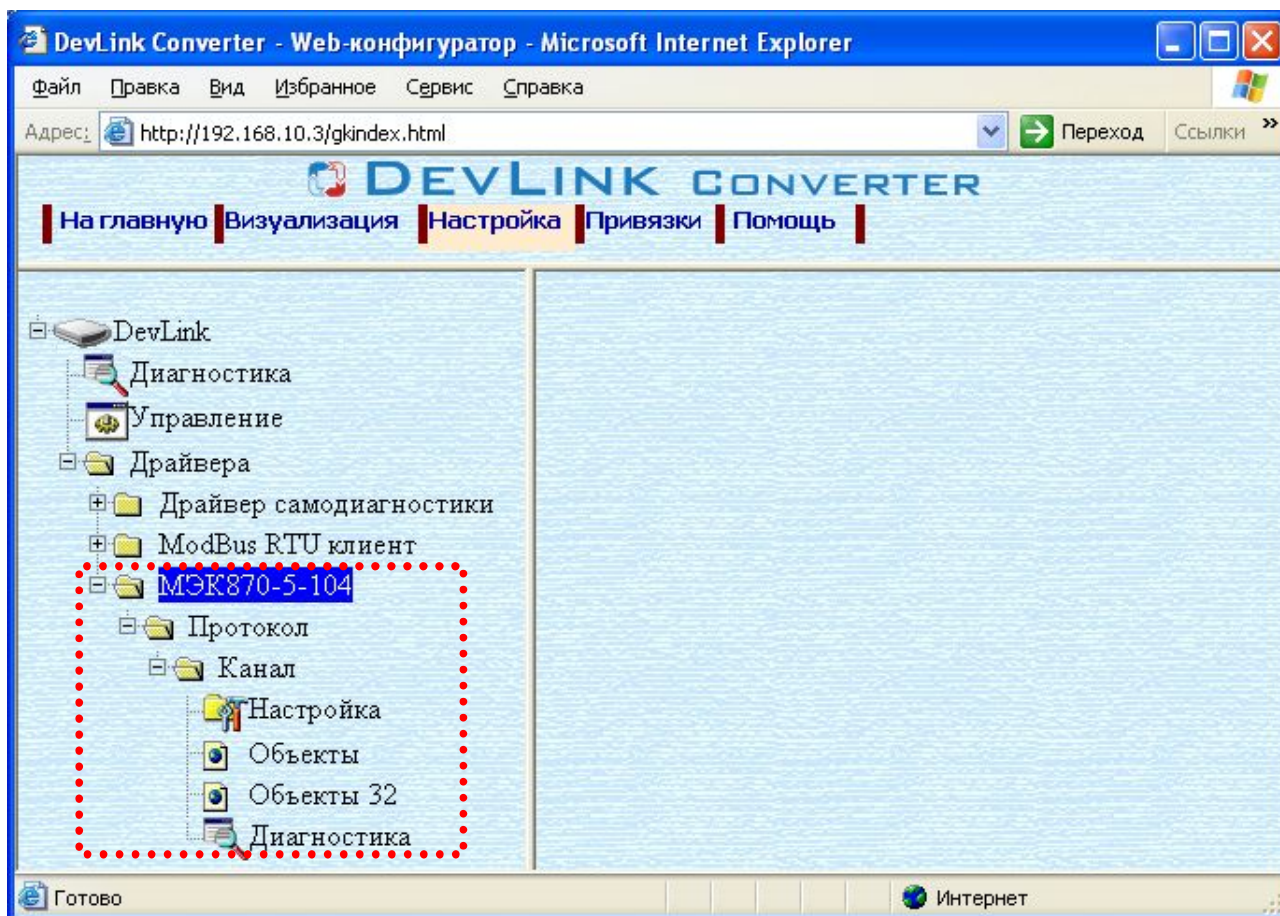 DevLink Converter - Web-конфигуратор - Microsoft Internet Explorer
Файл Правка Вид Избранное Сервис Справка
Адрес: http://192.168.10.3/gkindex.html Переход Ссылки »
DEVLINK CONVERTER
На главную Визуализация Настройка Привязки Помощь
DevLink
Диагностика
Управление
Драйвера
Драйвер самодиагностики
ModBus RTU клиент
МЭК870-5-104
Протокол
Канал
Настройка
Объекты
Объекты 32
Диагностика
Готово Интернет